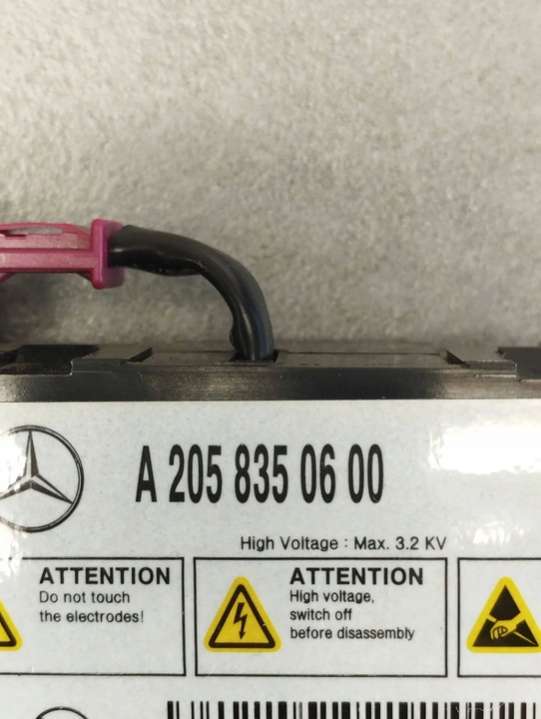 A 205 835 06 00
High Voltage : Max. 3.2 KV
ATTENTION
Do not touch
the electrodes!
ATTENTION
High voltage,
switch off
before disassembly